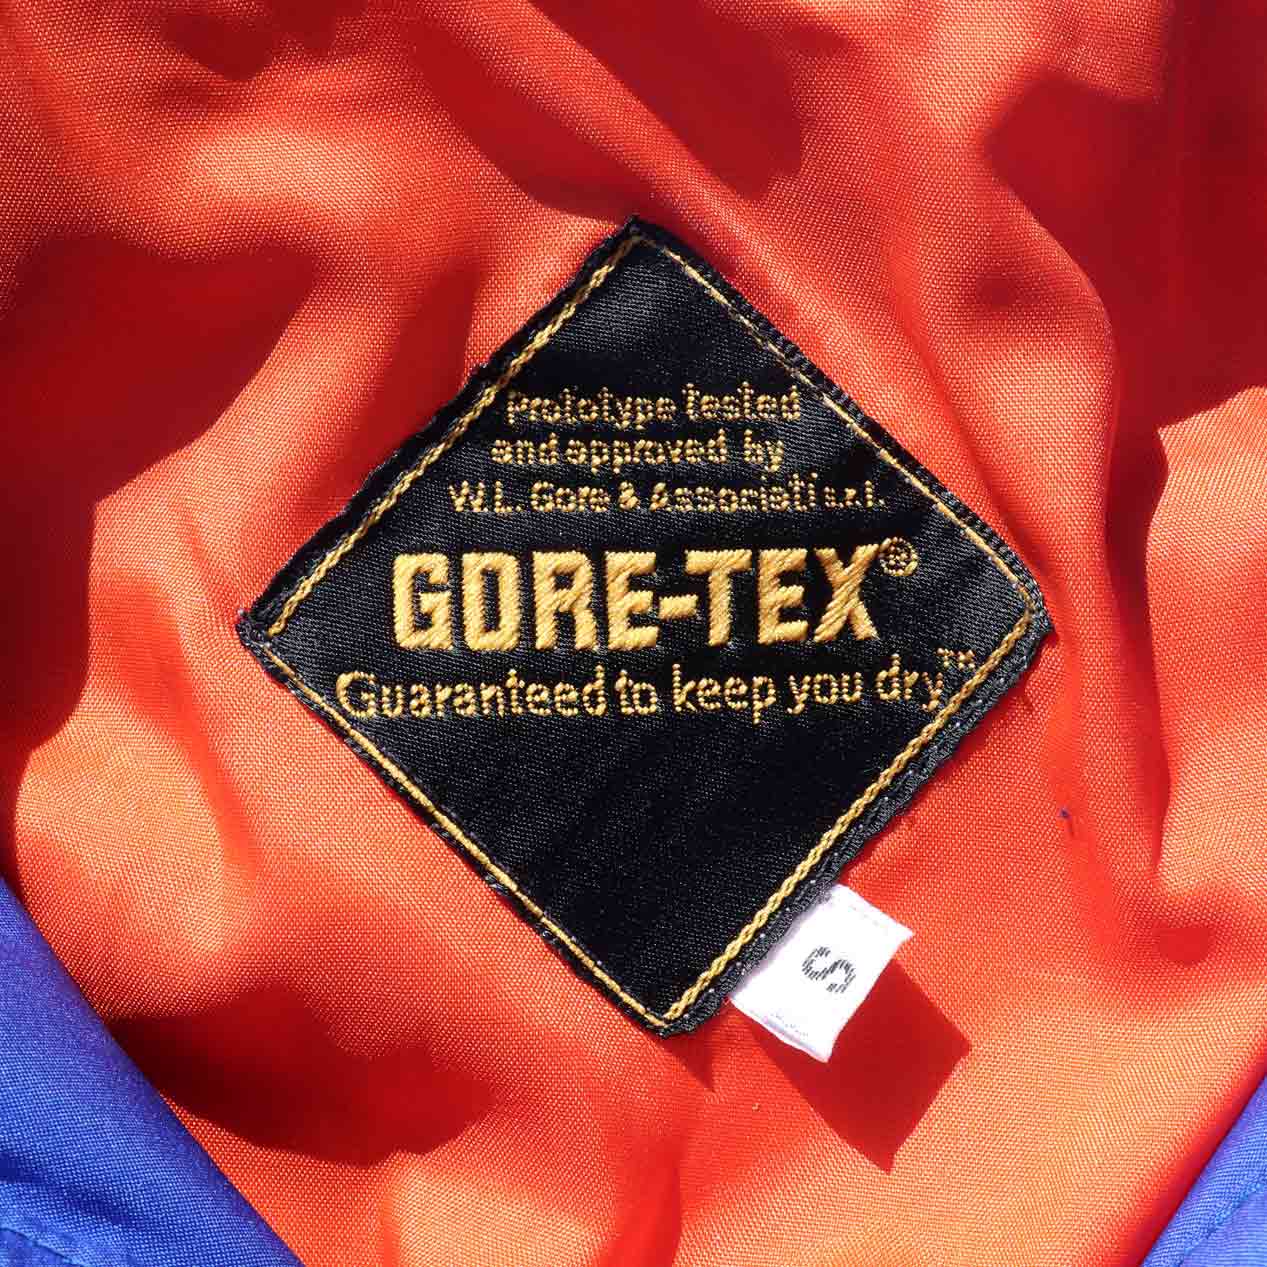 Prototype tested
and approved by
W.L. Gore & Associati s.r.l.
GORE-TEX®
Guaranteed to keep you dry™
S